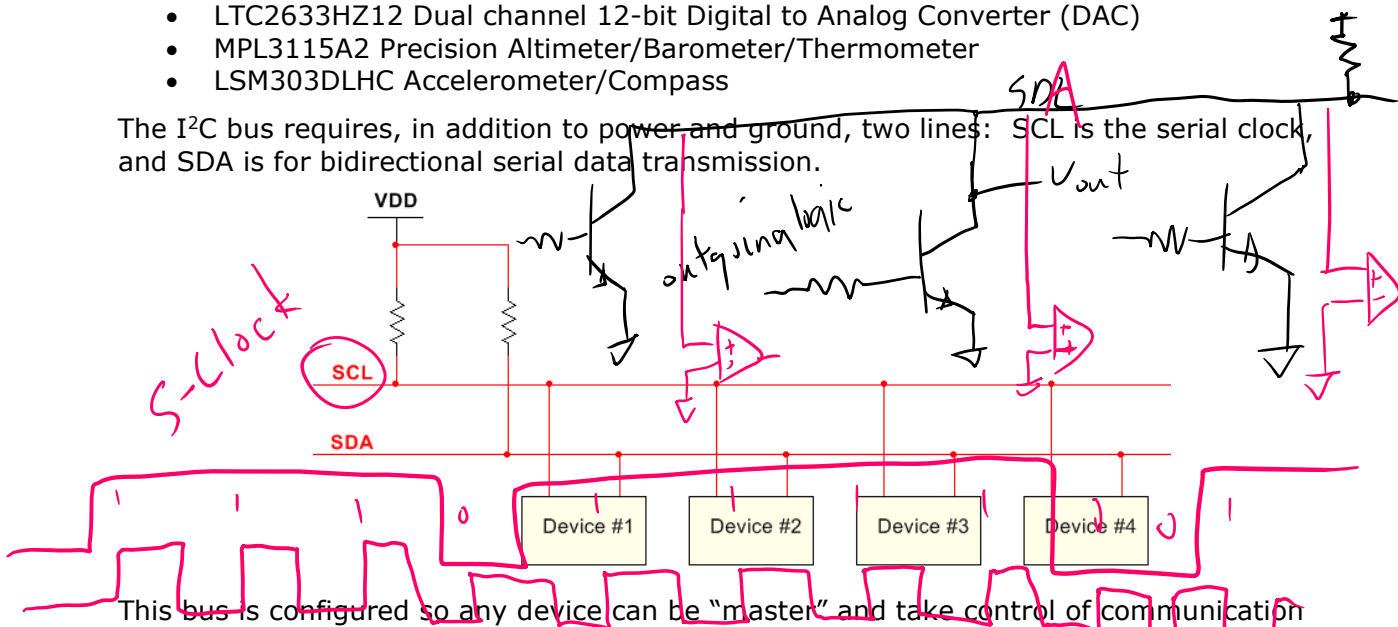 • LTC2633HZ12 Dual channel 12-bit Digital to Analog Converter (DAC)
• MPL3115A2 Precision Altimeter/Barometer/Thermometer
• LSM303DLHC Accelerometer/Compass
SDA
The I²C bus requires, in addition to power and ground, two lines: SCL is the serial clock,
and SDA is for bidirectional serial data transmission.
Vout
VDD
outgoing logic
S-Clock
SCL
SDA
1 1 1 0 1 1 1 1 0 0 1
Device #1 Device #2 Device #3 Device #4
This bus is configured so any device can be “master” and take control of communication